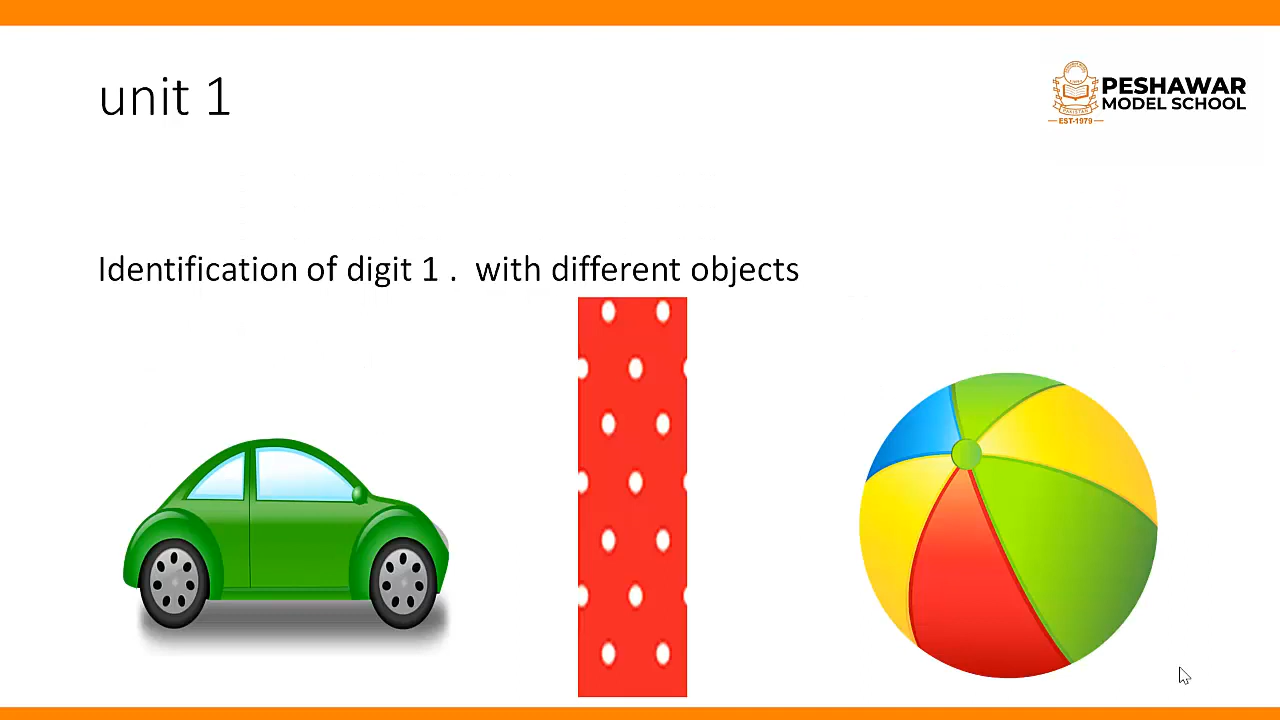 unit 1
PESHAWAR
MODEL SCHOOL
EST-1979
Identification of digit 1 .  with different objects